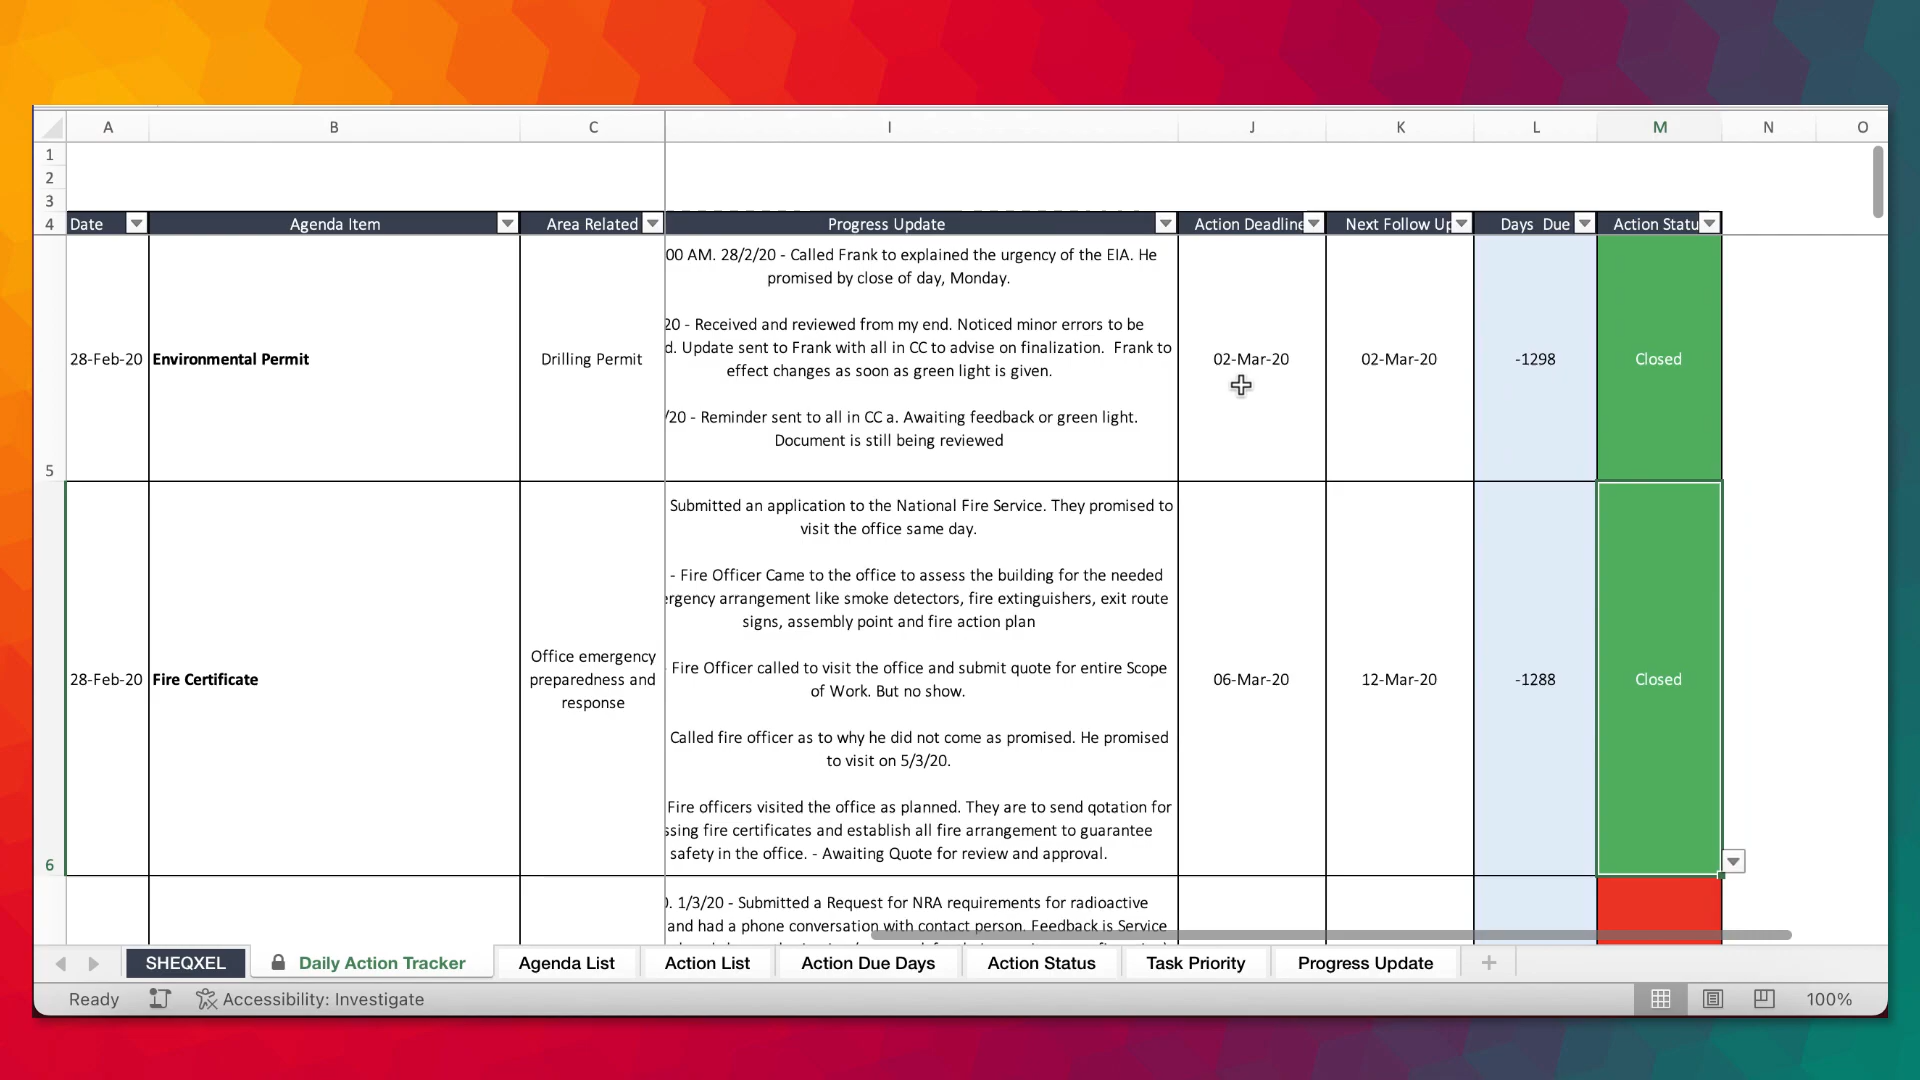 A B C I J K L M N O
1
2
3
4 Date Agenda Item Area Related Progress Update Action Deadline Next Follow Up Days Due Action Statu
00 AM. 28/2/20 - Called Frank to explained the urgency of the EIA. He
promised by close of day, Monday.
20 - Received and reviewed from my end. Noticed minor errors to be
d. Update sent to Frank with all in CC to advise on finalization. Frank to
28-Feb-20 Environmental Permit Drilling Permit 02-Mar-20 02-Mar-20 -1298 Closed
effect changes as soon as green light is given.
/20 - Reminder sent to all in CC a. Awaiting feedback or green light.
Document is still being reviewed
5
Submitted an application to the National Fire Service. They promised to
visit the office same day.
- Fire Officer Came to the office to assess the building for the needed
ergency arrangement like smoke detectors, fire extinguishers, exit route
signs, assembly point and fire action plan
Fire Officer called to visit the office and submit quote for entire Scope
of Work. But no show.
28-Feb-20 Fire Certificate Office emergency
preparedness and
response
06-Mar-20 12-Mar-20 -1288 Closed
Called fire officer as to why he did not come as promised. He promised
to visit on 5/3/20.
Fire officers visited the office as planned. They are to send qotation for
ssing fire certificates and establish all fire arrangement to guarantee
safety in the office. - Awaiting Quote for review and approval.
6
). 1/3/20 - Submitted a Request for NRA requirements for radioactive
and had a phone conversation with contact person. Feedback is Service
SHEQXEL Daily Action Tracker Agenda List Action List Action Due Days Action Status Task Priority Progress Update +
Ready Accessibility: Investigate 100%